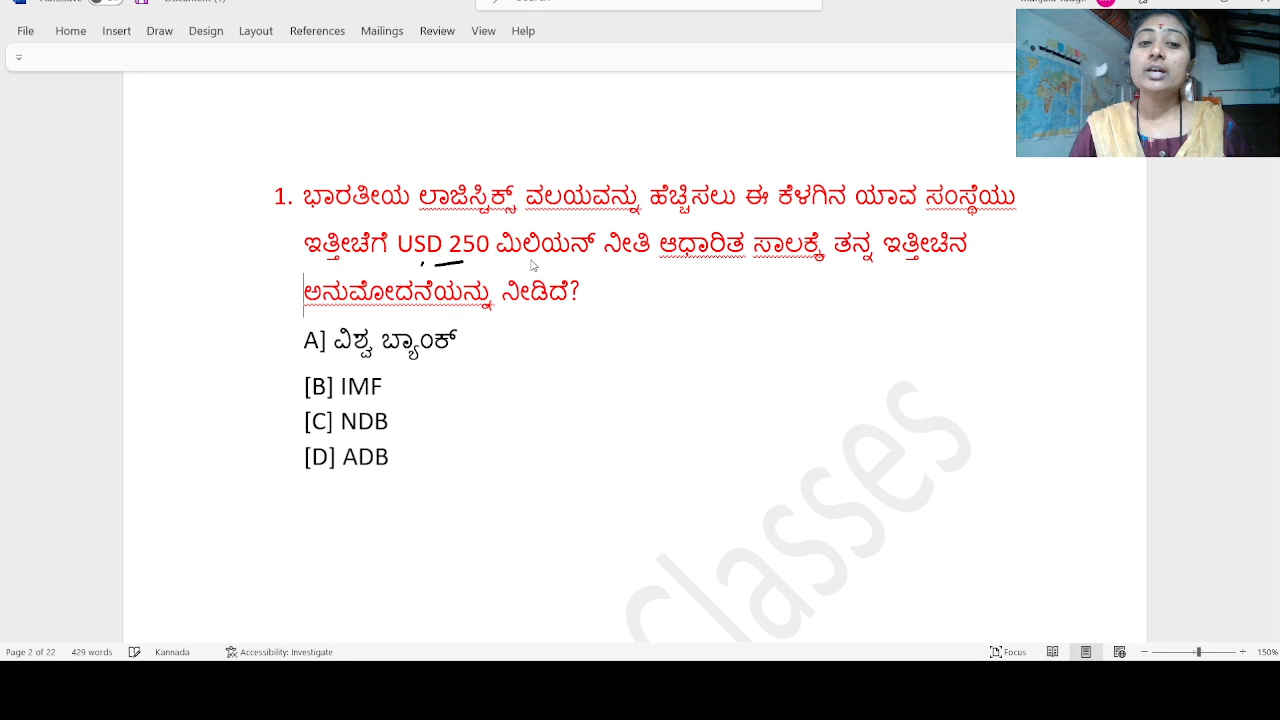 File Home Insert Draw Design Layout References Mailings Review View Help
1. ಭಾರತೀಯ ಲಾಜಿಸ್ಟಿಕ್ಸ್ ವಲಯವನ್ನು ಹೆಚ್ಚಿಸಲು ಈ ಕೆಳಗಿನ ಯಾವ ಸಂಸ್ಥೆಯು
ಇತ್ತೀಚೆಗೆ USD 250 ಮಿಲಿಯನ್ ನೀತಿ ಆಧಾರಿತ ಸಾಲಕ್ಕೆ ತನ್ನ ಇತ್ತೀಚಿನ
ಅನುಮೋದನೆಯನ್ನು ನೀಡಿದೆ?
A] ವಿಶ್ವ ಬ್ಯಾಂಕ್
[B] IMF
[C] NDB
[D] ADB
Classes
Page 2 of 22 429 words Kannada Accessibility: Investigate Focus 150%